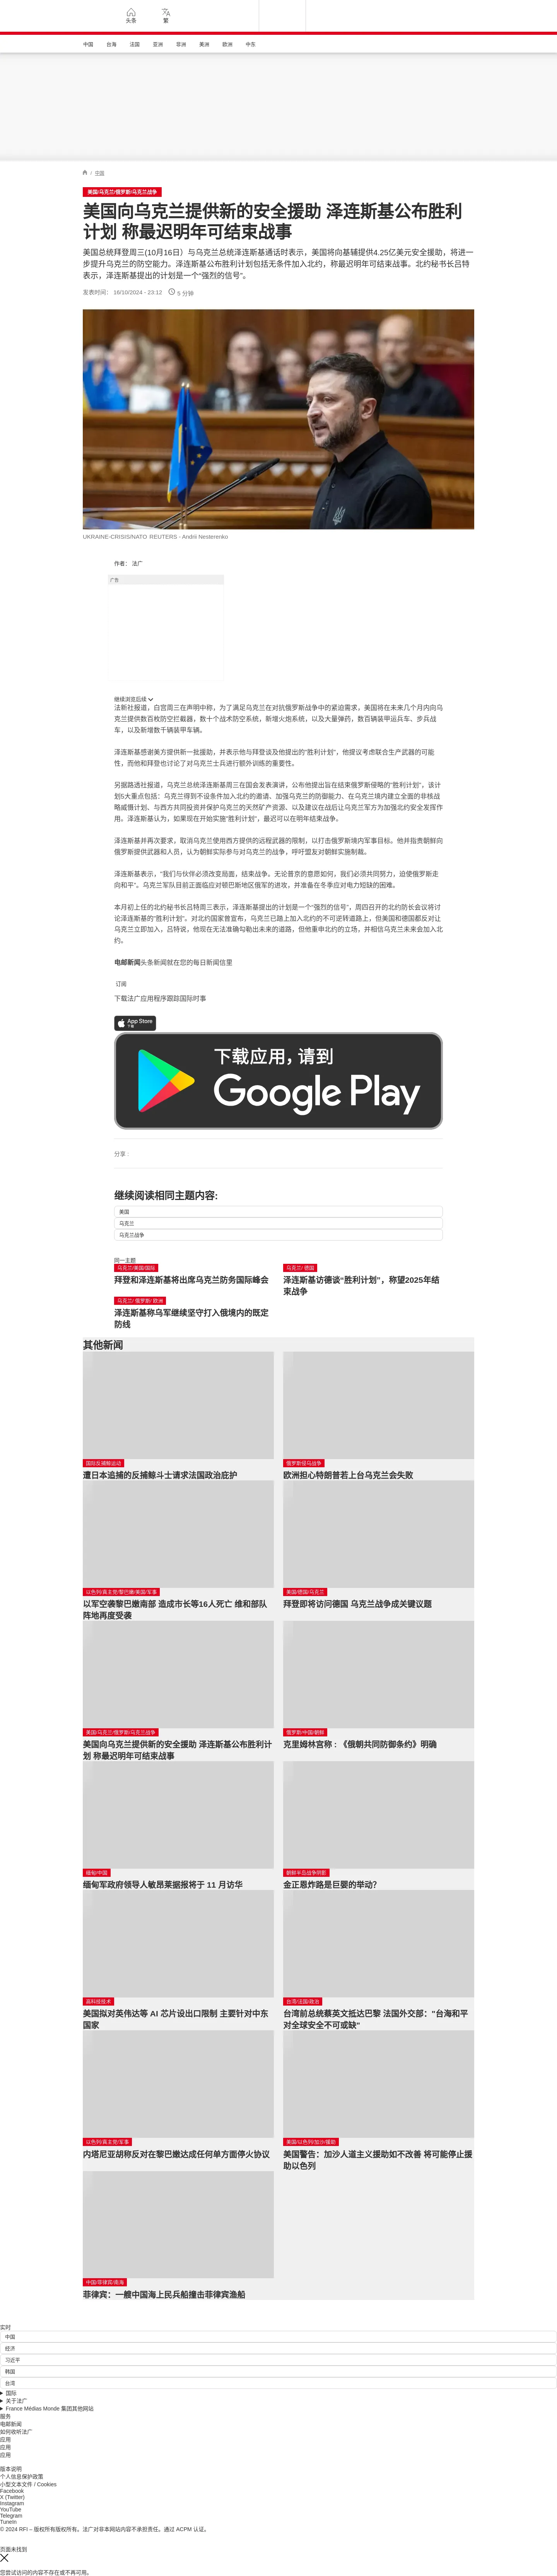 头条
繁
中国
台海
法国
亚洲
非洲
美洲
欧洲
中东
/ 中国
美国/乌克兰/俄罗斯/乌克兰战争
美国向乌克兰提供新的安全援助 泽连斯基公布胜利
计划 称最迟明年可结束战事
美国总统拜登周三(10月16日）与乌克兰总统泽连斯基通话时表示，美国将向基辅提供4.25亿美元安全援助，将进一
步提升乌克兰的防空能力。泽连斯基公布胜利计划包括无条件加入北约，称最迟明年可结束战事。北约秘书长吕特
表示，泽连斯基提出的计划是一个“强烈的信号”。
发表时间： 16/10/2024 - 23:12
5 分钟
UKRAINE-CRISIS/NATO REUTERS - Andrii Nesterenko
作者： 法广
广告
继续浏览后续
法新社报道，白宫周三在声明中称，为了满足乌克兰在对抗俄罗斯战争中的紧迫需求，美国将在未来几个月内向乌
克兰提供数百枚防空拦截器，数十个战术防空系统，新增火炮系统，以及大量弹药，数百辆装甲运兵车、步兵战
车，以及新增数千辆装甲车辆。
泽连斯基感谢美方提供新一批援助，并表示他与拜登谈及他提出的"胜利计划"，他提议考虑联合生产武器的可能
性，而他和拜登也讨论了对乌克兰士兵进行额外训练的重要性。
另据路透社报道，乌克兰总统泽连斯基周三在国会发表演讲，公布他提出旨在结束俄罗斯侵略的"胜利计划"，该计
划5大重点包括：乌克兰得到不设条件加入北约的邀请、加强乌克兰的防御能力、在乌克兰境内建立全面的非核战
略威慑计划、与西方共同投资并保护乌克兰的天然矿产资源、以及建议在战后让乌克兰军方为加强北约安全发挥作
用。泽连斯基认为，如果现在开始实施"胜利计划"，最迟可以在明年结束战争。
泽连斯基并再次要求，取消乌克兰使用西方提供的远程武器的限制，以打击俄罗斯境内军事目标。他并指责朝鲜向
俄罗斯提供武器和人员，认为朝鲜实际参与对乌克兰的战争，呼吁盟友对朝鲜实施制裁。
泽连斯基表示，"我们与伙伴必须改变局面，结束战争，无论普京的意愿如何，我们必须共同努力，迫使俄罗斯走
向和平"。乌克兰军队目前正面临应对顿巴斯地区俄军的进攻，并准备在冬季应对电力短缺的困难。
本月初上任的北约秘书长吕特周三表示，泽连斯基提出的计划是一个"强烈的信号"，周四召开的北约防长会议将讨
论泽连斯基的"胜利计划"。对北约国家曾宣布，乌克兰已踏上加入北约的不可逆转道路上，但美国和德国都反对让
乌克兰立即加入，吕特说，他现在无法准确勾勒出未来的道路，但他重申北约的立场，并相信乌克兰未来会加入北
约。
电邮新闻头条新闻就在您的每日新闻信里
订阅
下载法广应用程序跟踪国际时事
App Store
下载
下载应用，请到
Google Play
分享 :
继续阅读相同主题内容:
美国
乌克兰
乌克兰战争
同一主题
乌克兰/美国/国际
拜登和泽连斯基将出席乌克兰防务国际峰会
乌克兰/ 德国
泽连斯基访德谈“胜利计划”，称望2025年结
束战争
乌克兰/ 俄罗斯/ 欧洲
泽连斯基称乌军继续坚守打入俄境内的既定
防线
其他新闻
国际反捕鲸运动
遭日本追捕的反捕鲸斗士请求法国政治庇护
俄罗斯侵乌战争
欧洲担心特朗普若上台乌克兰会失败
以色列/真主党/黎巴嫩/美国/军事
以军空袭黎巴嫩南部 造成市长等16人死亡 维和部队
阵地再度受袭
美国/德国/乌克兰
拜登即将访问德国 乌克兰战争成关键议题
美国/乌克兰/俄罗斯/乌克兰战争
美国向乌克兰提供新的安全援助 泽连斯基公布胜利计
划 称最迟明年可结束战事
俄罗斯/中国/朝鲜
克里姆林宫称 : 《俄朝共同防御条约》明确
缅甸/中国
缅甸军政府领导人敏昂莱据报将于 11 月访华
朝鲜半岛战争阴影
金正恩炸路是巨婴的举动?
高科技技术
美国拟对英伟达等 AI 芯片设出口限制 主要针对中东
国家
台湾/法国/政治
台湾前总统蔡英文抵达巴黎 法国外交部："台海和平
对全球安全不可或缺"
以色列/真主党/军事
内塔尼亚胡称反对在黎巴嫩达成任何单方面停火协议
美国/以色列/加沙/援助
美国警告：加沙人道主义援助如不改善 将可能停止援
助以色列
中国/菲律宾/南海
菲律宾：一艘中国海上民兵船撞击菲律宾渔船
实时
中国
经济
习近平
韩国
台湾
国际
关于法广
France Médias Monde 集团其他网站
服务
电邮新闻
如何收听法广
应用
应用
应用
版本说明
个人信息保护政策
小型文本文件 / Cookies
Facebook
X (Twitter)
Instagram
YouTube
Telegram
TuneIn
© 2024 RFI – 版权所有版权所有。法广对非本网站内容不承担责任。通过 ACPM 认证。
页面未找到
您尝试访问的内容不存在或不再可用。